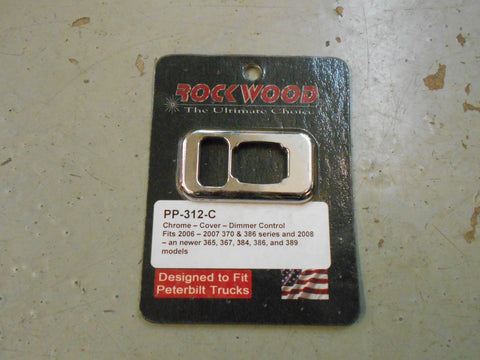 ROCKWOOD
The Ultimate Choice
PP-312-C
Chrome – Cover – Dimmer Control
Fits 2006 – 2007 370 & 386 series and 2008
– an newer 365, 367, 384, 386, and 389
models
Designed to Fit
Peterbilt Trucks